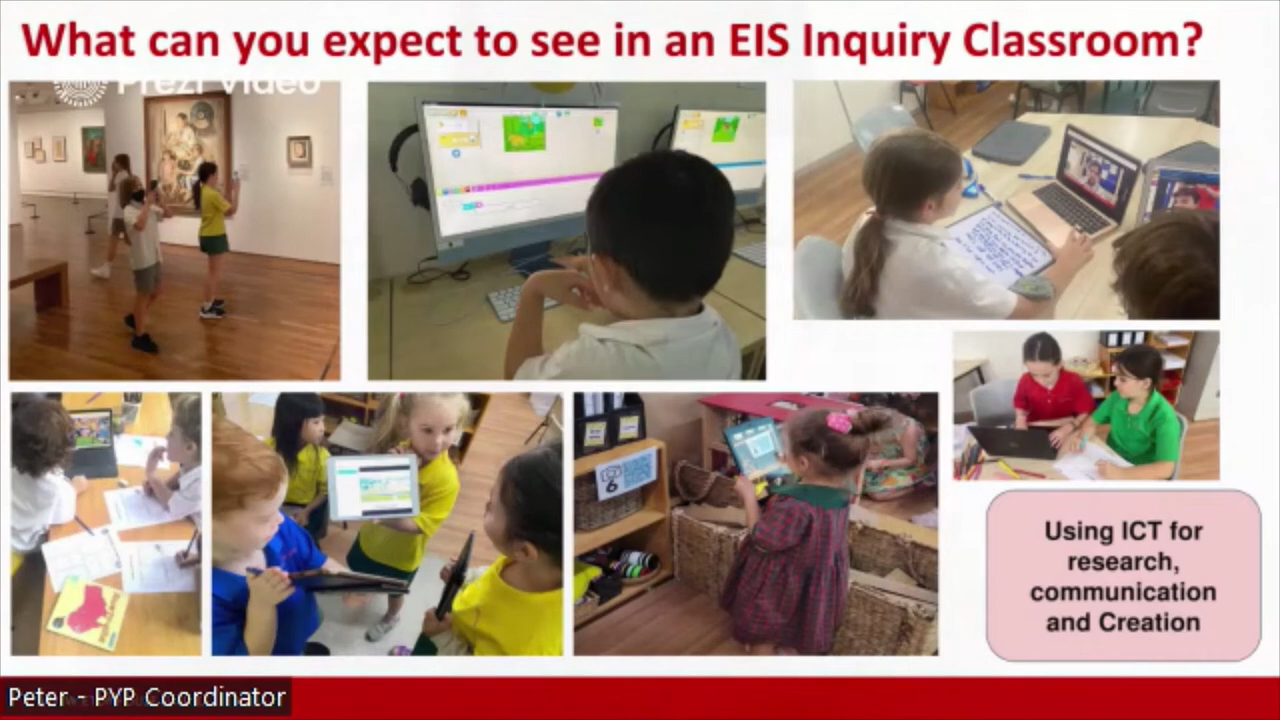 What can you expect to see in an EIS Inquiry Classroom?
Prezi Video
6
Using ICT for
research,
communication
and Creation
Peter - PYP Coordinator